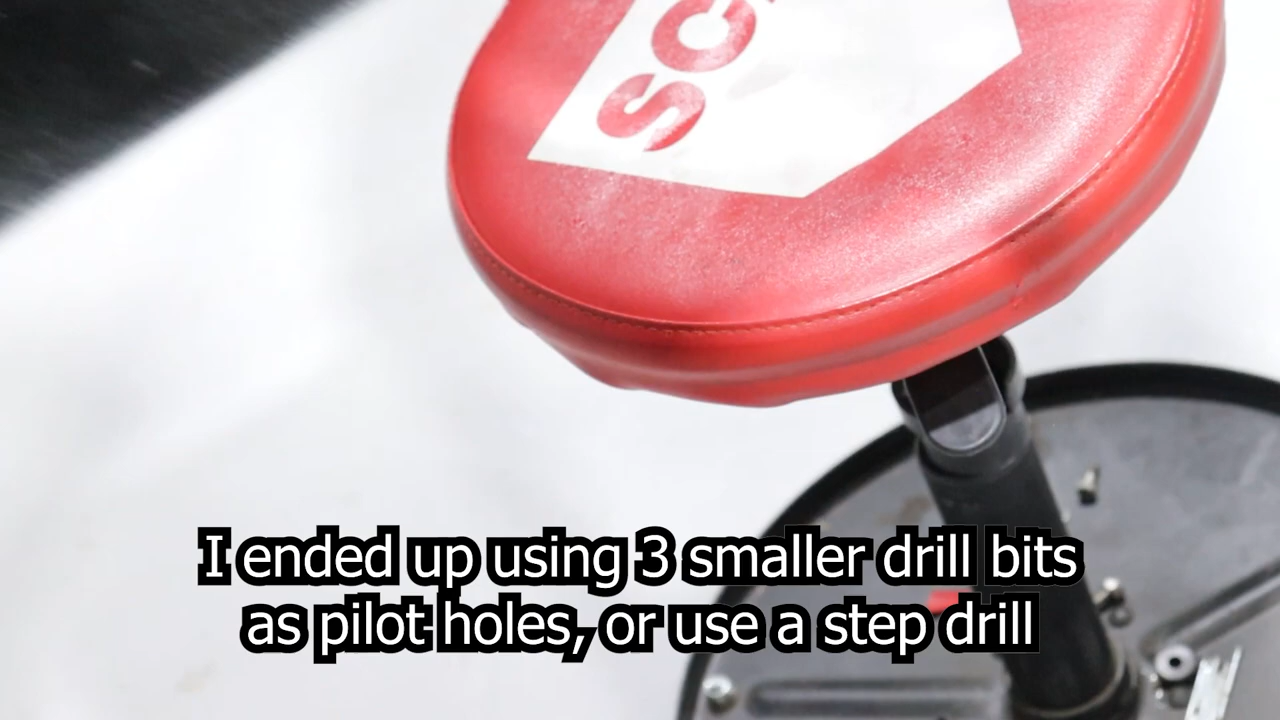 I ended up using 3 smaller drill bits
as pilot holes, or use a step drill